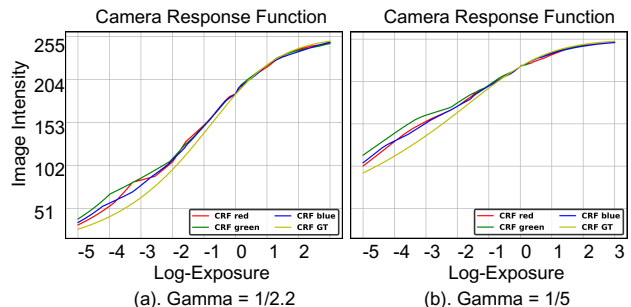 Camera Response Function
Camera Response Function
Image Intensity
255
204
153
102
51
CRF red
CRF blue
CRF green
CRF GT
CRF red
CRF blue
CRF green
CRF GT
-5 -4 -3 -2 -1 0 1 2
-5 -4 -3 -2 -1 0 1 2 3
Log-Exposure
Log-Exposure
(a). Gamma = 1/2.2
(b). Gamma = 1/5